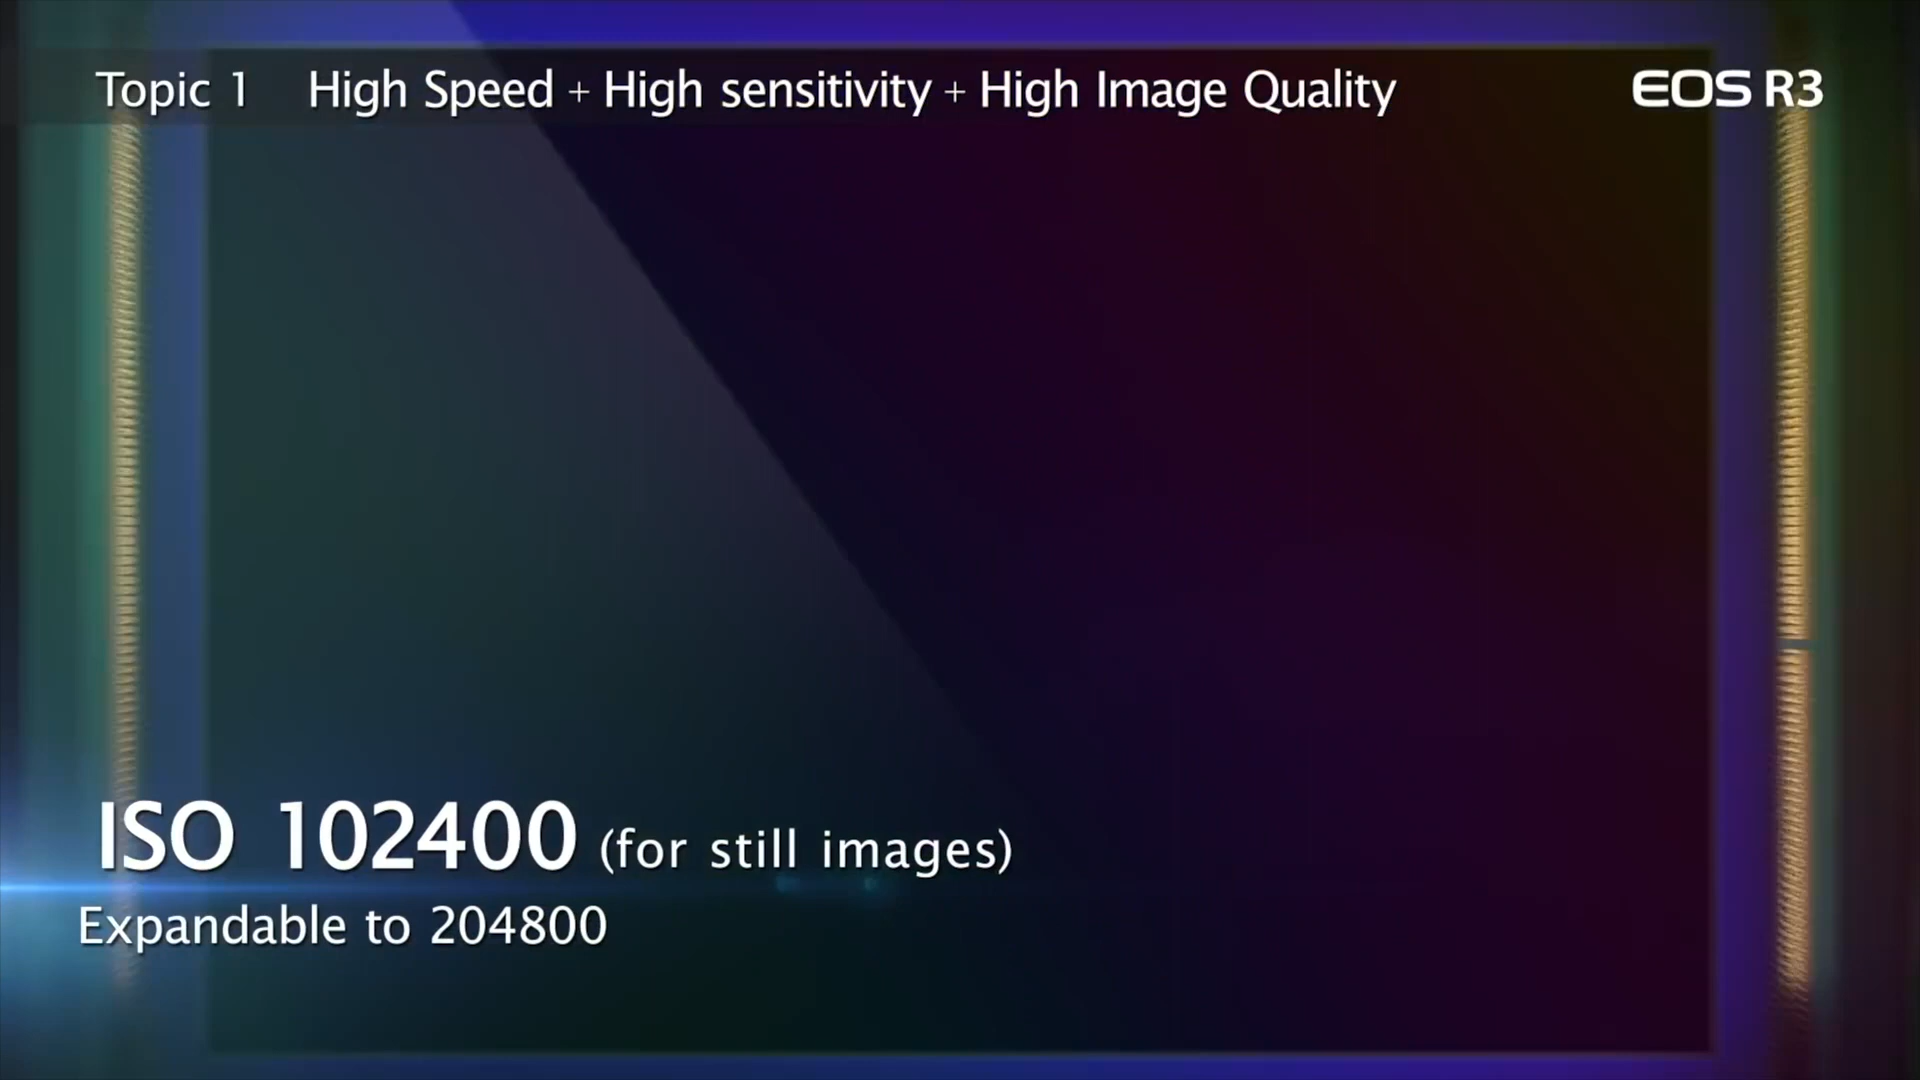 Topic 1 High Speed + High sensitivity + High Image Quality
EOS R3
ISO 102400 (for still images)
Expandable to 204800